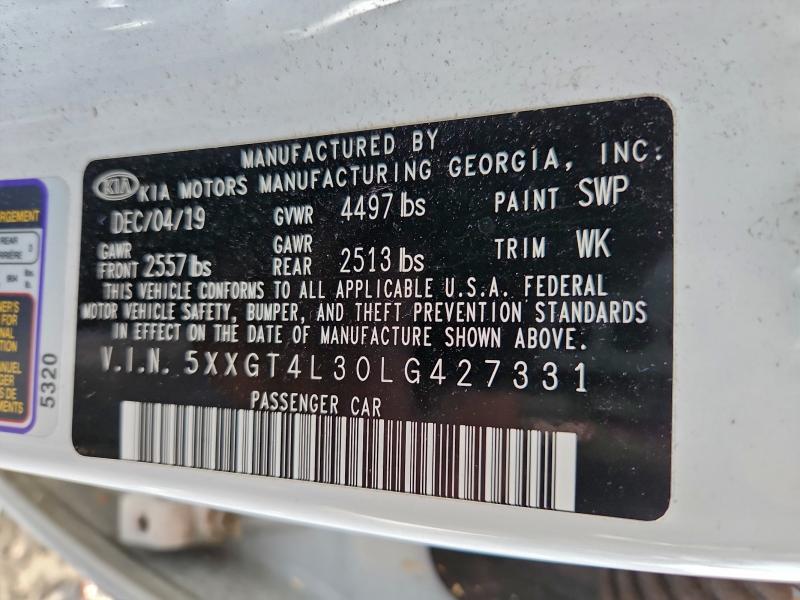 MANUFACTURED BY
KIA KIA MOTORS MANUFACTURING GEORGIA, INC.
DEC/04/19 GVWR 4497 lbs PAINT SWP
GAWR FRONT 2557 lbs GAWR REAR 2513 lbs TRIM WK
THIS VEHICLE CONFORMS TO ALL APPLICABLE U.S.A. FEDERAL
MOTOR VEHICLE SAFETY, BUMPER, AND THEFT PREVENTION STANDARDS
IN EFFECT ON THE DATE OF MANUFACTURE SHOWN ABOVE.
V.I.N. 5XXGT4L30LG427331
PASSENGER CAR
REAR
5320